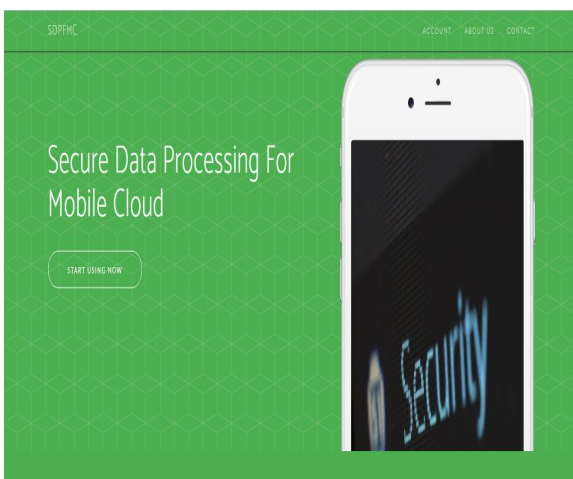 SDPFMC
ACCOUNT ABOUT US CONTACT
Secure Data Processing For
Mobile Cloud
START USING NOW
Security